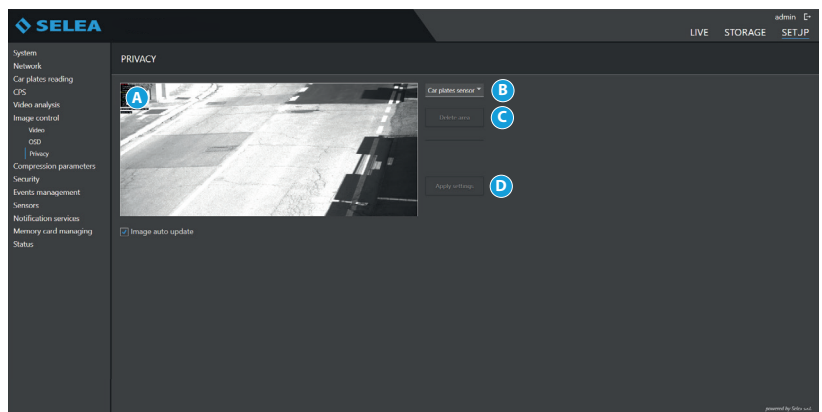 SELEA
admin
LIVE STORAGE SETUP
System
Network
Car plates reading
CPS
Video analysis
Image control
Video
OSD
Privacy
Compression parameters
Security
Events management
Sensors
Notification services
Memory card managing
Status
PRIVACY
A
Car plates sensor
B
Delete area
C
Apply settings
D
Image auto update
powered by Selea s.r.l.